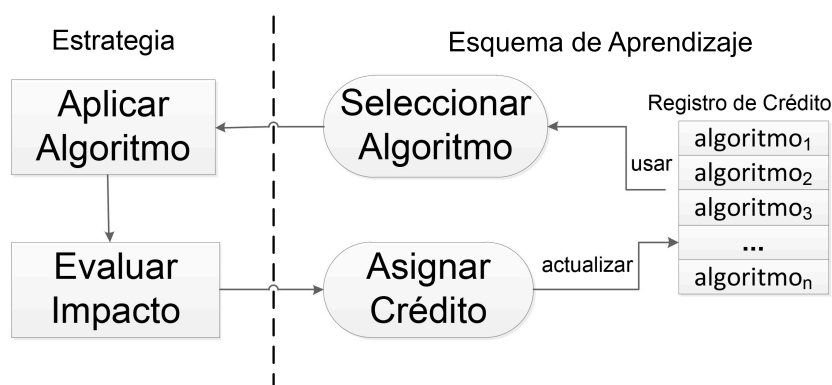 Estrategia
Esquema de Aprendizaje
Aplicar
Algoritmo
Seleccionar
Algoritmo
Registro de Crédito
algoritmo₁
algoritmo₂
algoritmo₃
...
algoritmoₙ
usar
Evaluar
Impacto
Asignar
Crédito
actualizar